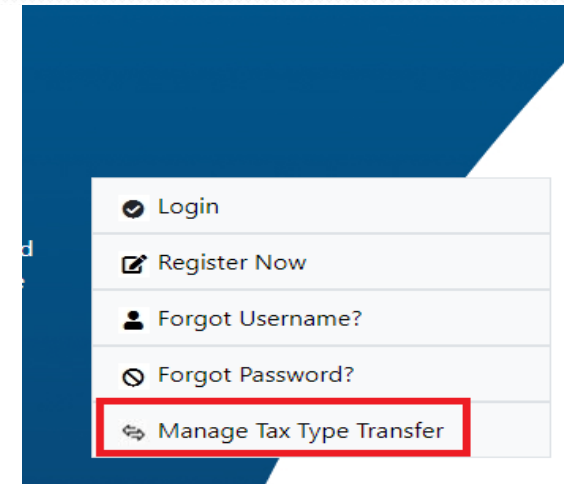 Login
d
Register Now
e
Forgot Username?
Forgot Password?
Manage Tax Type Transfer